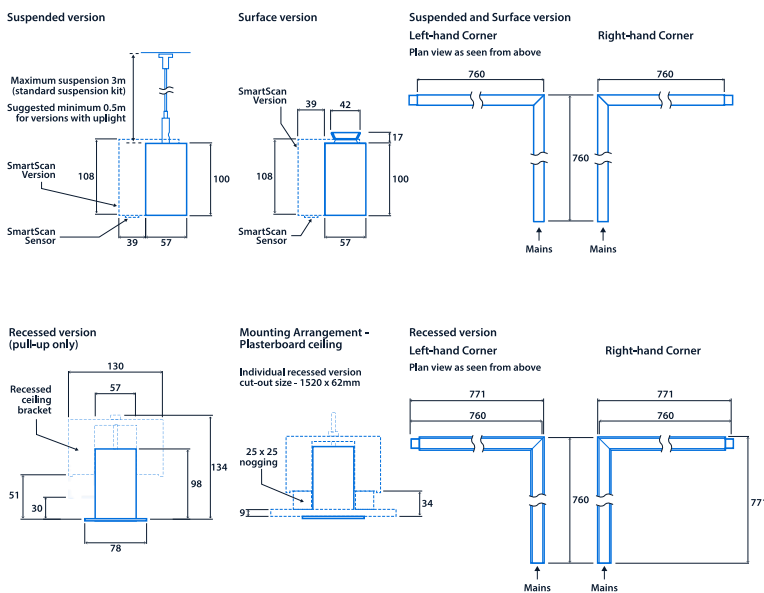 Suspended version
Maximum suspension 3m
(standard suspension kit)
Suggested minimum 0.5m
for versions with uplight
SmartScan
Version
108
100
SmartScan
Sensor
39
57
Surface version
SmartScan
Version
39
42
17
108
100
SmartScan
Sensor
57
Suspended and Surface version
Left-hand Corner
Right-hand Corner
Plan view as seen from above
760
760
760
Mains
Mains
Recessed version
(pull-up only)
130
57
Recessed
ceiling
bracket
134
98
51
30
78
Mounting Arrangement -
Plasterboard ceiling
Individual recessed version
cut-out size - 1520 x 62mm
25 x 25
nogging
34
9
Recessed version
Left-hand Corner
Right-hand Corner
Plan view as seen from above
771
771
760
760
760
771
Mains
Mains